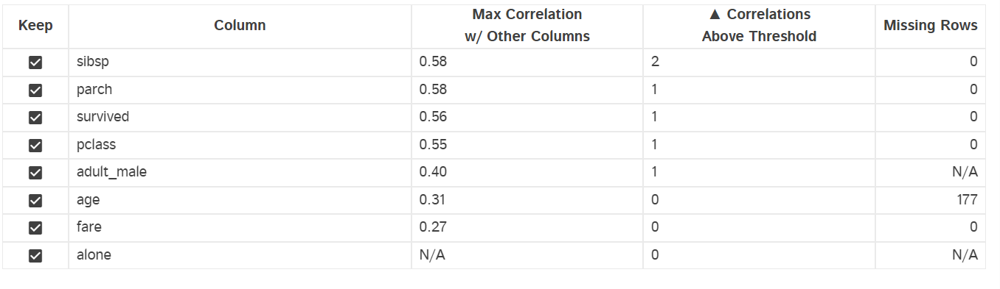 Keep Column Max Correlation w/ Other Columns ▲ Correlations Above Threshold Missing Rows
sibsp 0.58 2 0
parch 0.58 1 0
survived 0.56 1 0
pclass 0.55 1 0
adult_male 0.40 1 N/A
age 0.31 0 177
fare 0.27 0 0
alone N/A 0 N/A